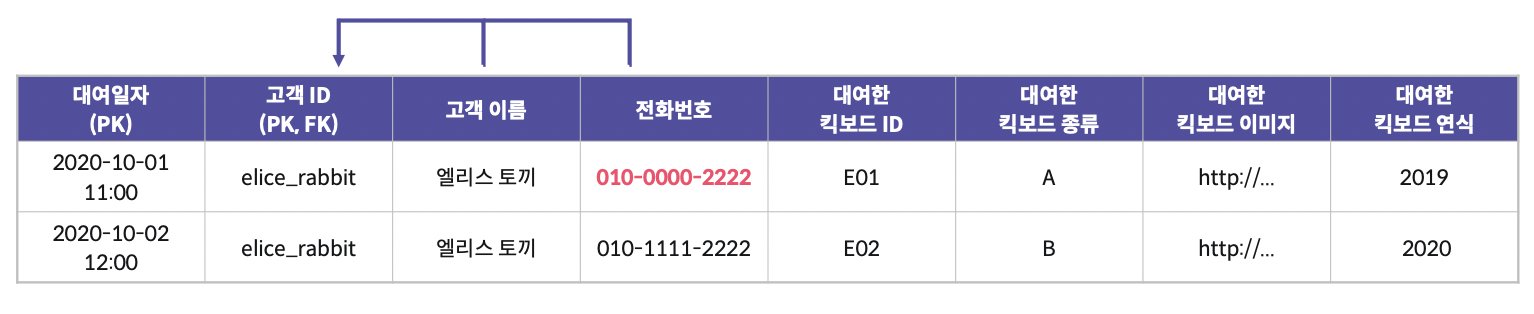 대여일자
(PK)
고객 ID
(PK, FK)
고객 이름
전화번호
대여한
킥보드 ID
대여한
킥보드 종류
대여한
킥보드 이미지
대여한
킥보드 연식
2020-10-01
11:00
elice_rabbit
엘리스 토끼
010-0000-2222
E01
A
http://...
2019
2020-10-02
12:00
elice_rabbit
엘리스 토끼
010-1111-2222
E02
B
http://...
2020